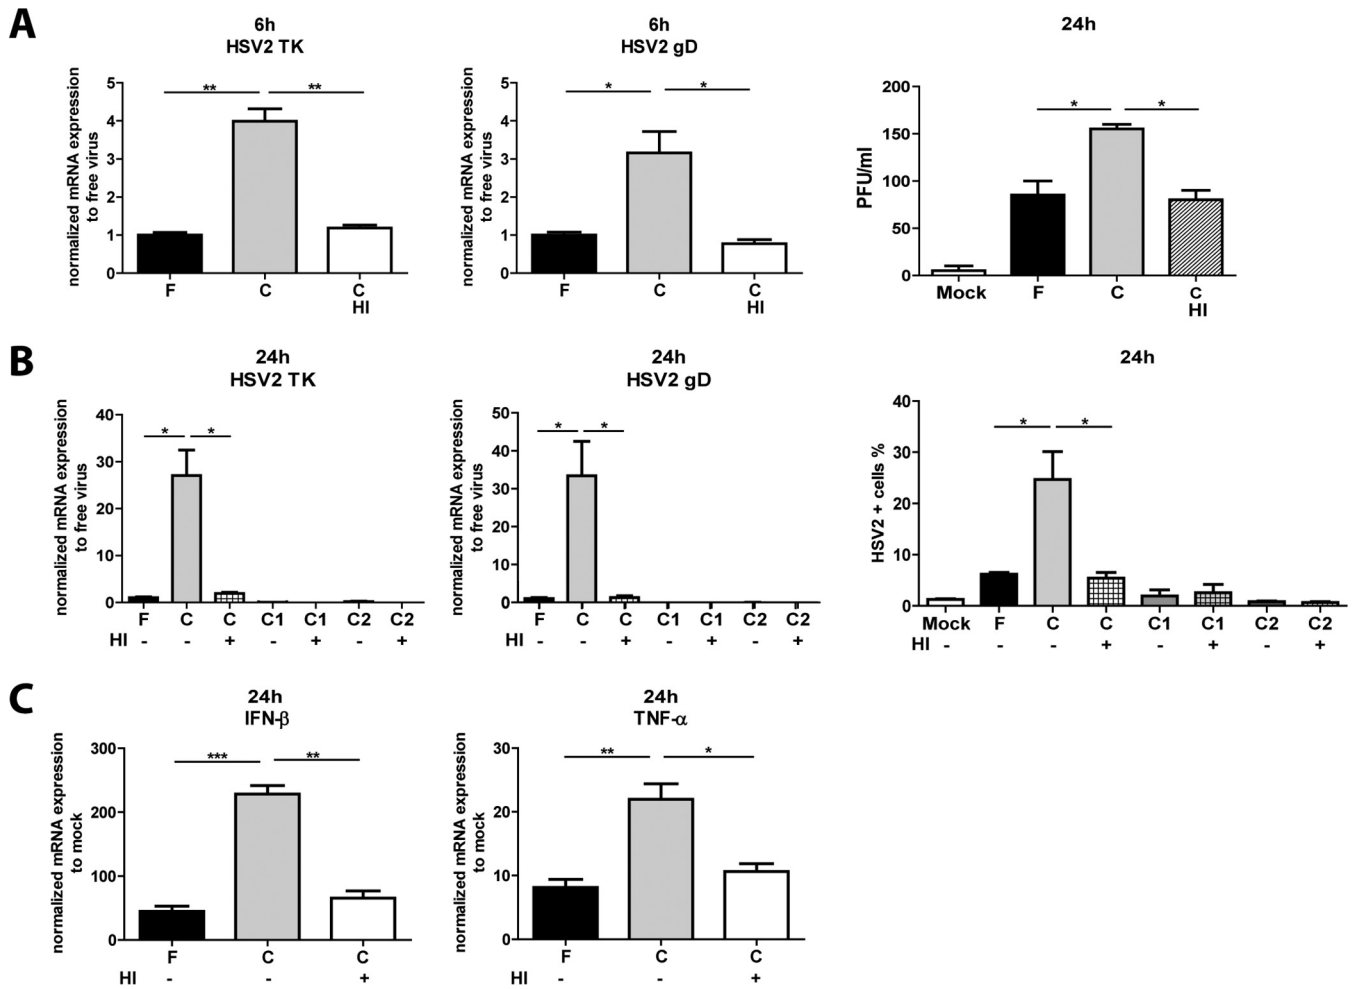 A
6h
HSV2 TK
normalized mRNA expression
to free virus
5
4
3
2
1
0
**
**
F
C
C
HI
6h
HSV2 gD
normalized mRNA expression
to free virus
5
4
3
2
1
0
*
*
F
C
C
HI
24h
PFU/ml
200
150
100
50
0
*
*
Mock
F
C
C
HI
B
24h
HSV2 TK
normalized mRNA expression
to free virus
40
30
20
10
0
*
*
F C C C1 C1 C2 C2
HI - - + - + - +
24h
HSV2 gD
normalized mRNA expression
to free virus
50
40
30
20
10
0
*
*
F C C C1 C1 C2 C2
HI - - + - + - +
24h
HSV2 + cells %
40
30
20
10
0
*
*
Mock F C C C1 C1 C2 C2
HI - - - + - + - +
C
24h
IFN-β
normalized mRNA expression
to mock
300
200
100
0
***
**
F C C
HI - - +
24h
TNF-α
normalized mRNA expression
to mock
30
20
10
0
**
*
F C C
HI - - +